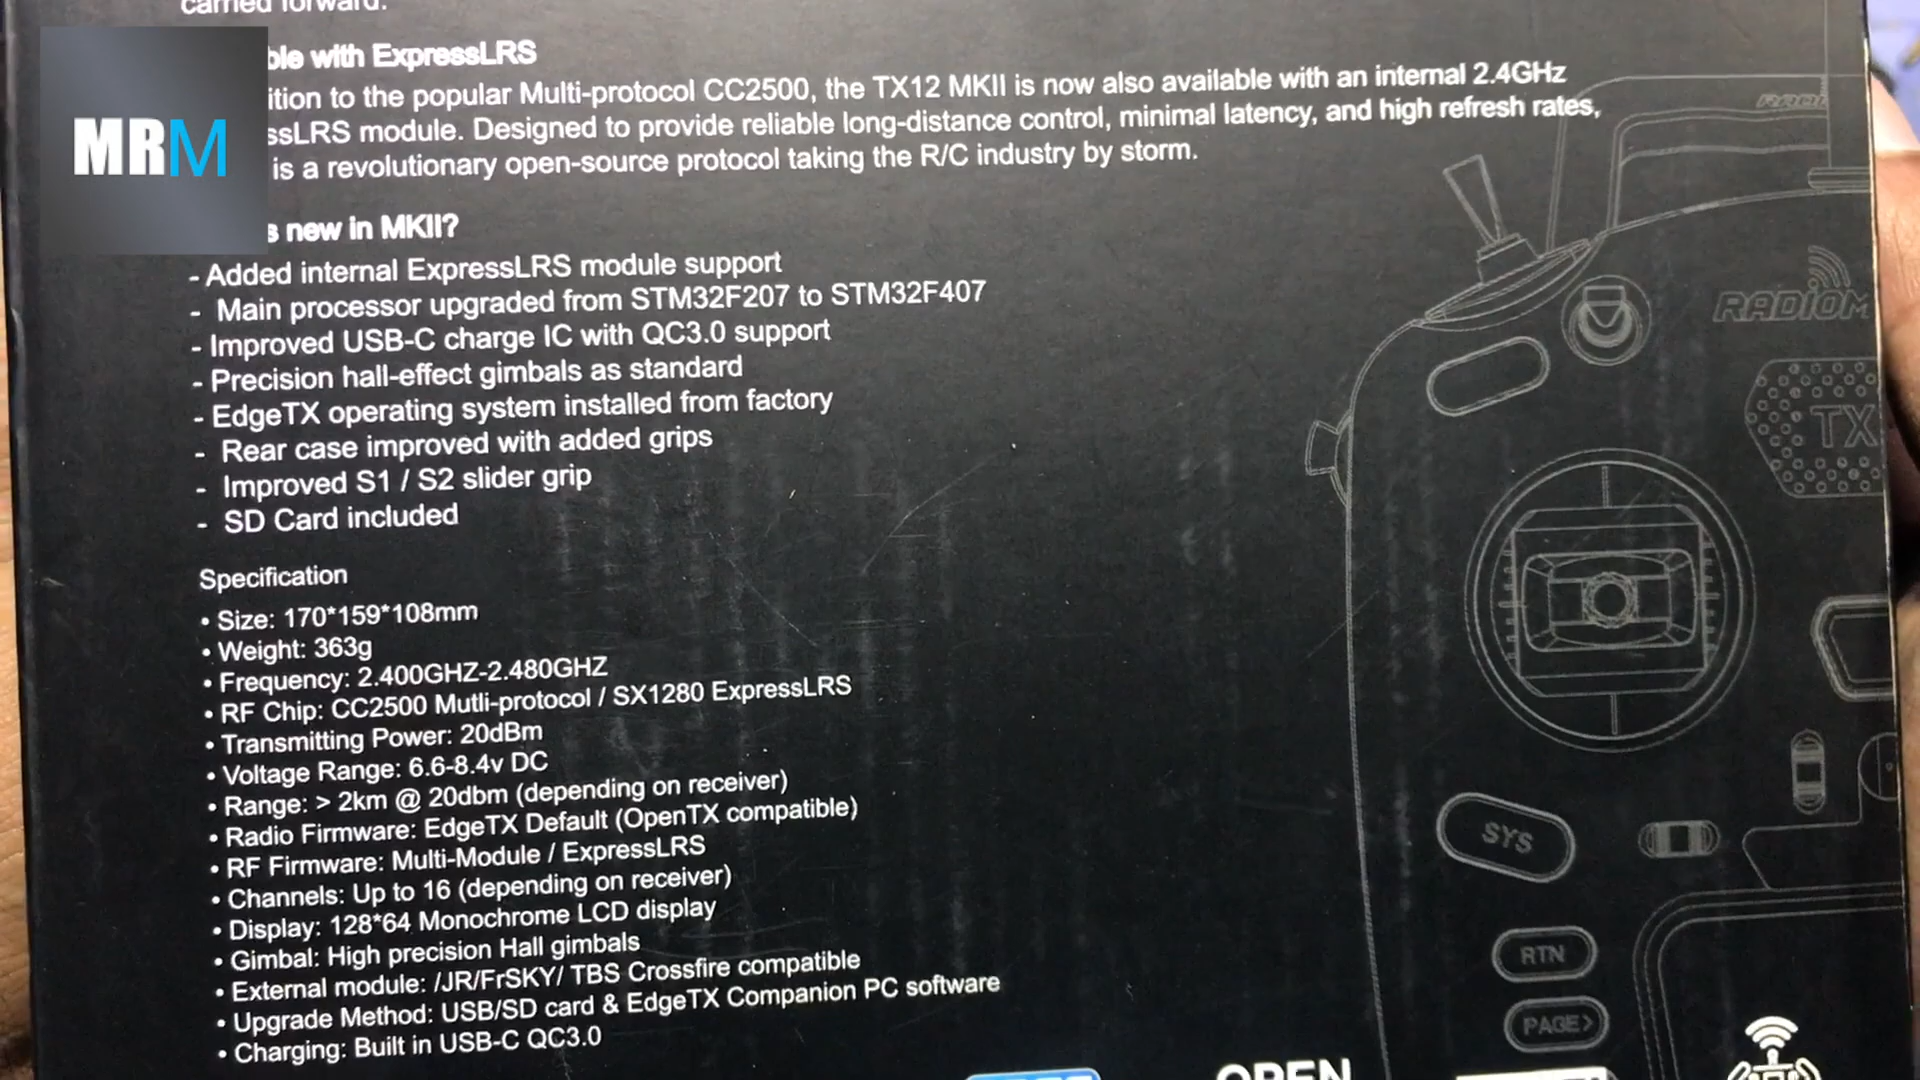 carried forward.
MRM
ble with ExpressLRS
ition to the popular Multi-protocol CC2500, the TX12 MKII is now also available with an internal 2.4GHz
ssLRS module. Designed to provide reliable long-distance control, minimal latency, and high refresh rates,
is a revolutionary open-source protocol taking the R/C industry by storm.
s new in MKII?
- Added internal ExpressLRS module support
- Main processor upgraded from STM32F207 to STM32F407
- Improved USB-C charge IC with QC3.0 support
- Precision hall-effect gimbals as standard
- EdgeTX operating system installed from factory
- Rear case improved with added grips
- Improved S1 / S2 slider grip
- SD Card included
Specification
• Size: 170*159*108mm
• Weight: 363g
• Frequency: 2.400GHZ-2.480GHZ
• RF Chip: CC2500 Mutli-protocol / SX1280 ExpressLRS
• Transmitting Power: 20dBm
• Voltage Range: 6.6-8.4v DC
• Range: > 2km @ 20dbm (depending on receiver)
• Radio Firmware: EdgeTX Default (OpenTX compatible)
• RF Firmware: Multi-Module / ExpressLRS
• Channels: Up to 16 (depending on receiver)
• Display: 128*64 Monochrome LCD display
• Gimbal: High precision Hall gimbals
• External module: /JR/FrSKY/ TBS Crossfire compatible
• Upgrade Method: USB/SD card & EdgeTX Companion PC software
• Charging: Built in USB-C QC3.0
RADIOM
TX
SYS
RTN
PAGE>
OPEN